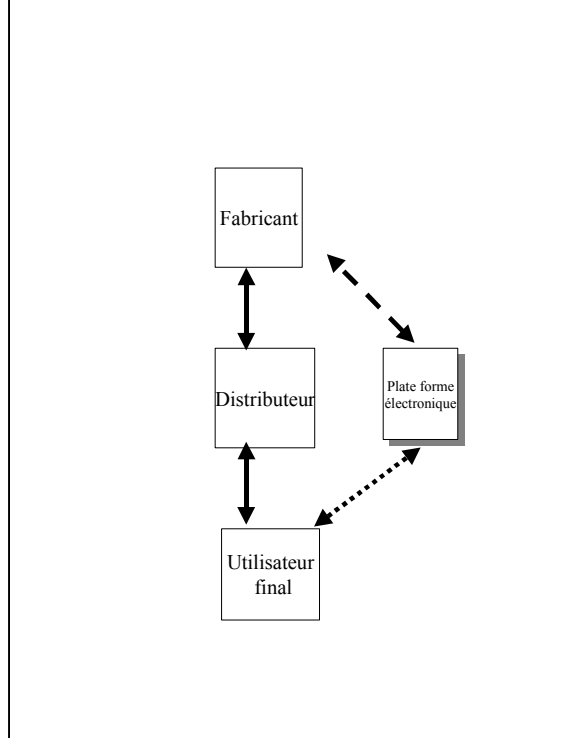 Fabricant
Distributeur
Plate forme
électronique
Utilisateur
final